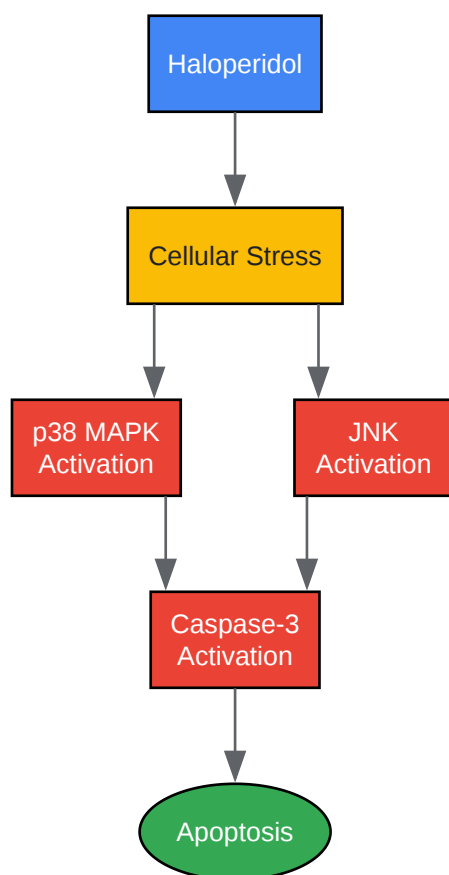 Haloperidol
Cellular Stress
p38 MAPK
Activation
JNK
Activation
Caspase-3
Activation
Apoptosis